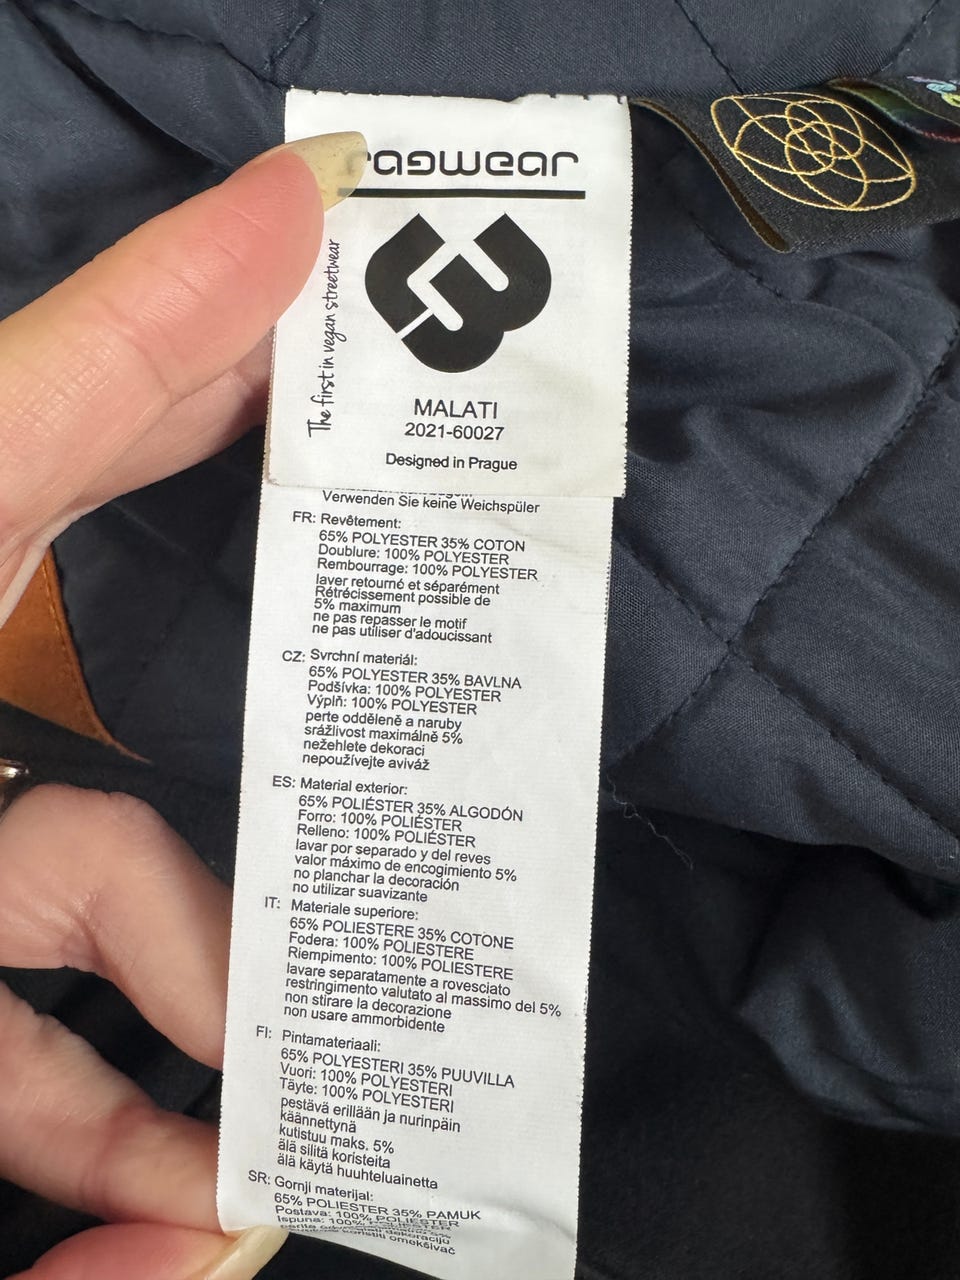 ragwear
The first in vegan streetwear
MALATI
2021-60027
Designed in Prague
Verwenden Sie keine Weichspüler
FR: Revêtement:
65% POLYESTER 35% COTON
Doublure: 100% POLYESTER
Rembourrage: 100% POLYESTER
laver retourné et séparément
Rétrécissement possible de
5% maximum
ne pas repasser le motif
ne pas utiliser d'adoucissant
CZ: Svrchní materiál:
65% POLYESTER 35% BAVLNA
Podšívka: 100% POLYESTER
Výplň: 100% POLYESTER
perte odděleně a naruby
srážlivost maximálně 5%
nežehlete dekoraci
nepoužívejte aviváž
ES: Material exterior:
65% POLIÉSTER 35% ALGODÓN
Forro: 100% POLIÉSTER
Relleno: 100% POLIÉSTER
lavar por separado y del reves
valor máximo de encogimiento 5%
no planchar la decoración
no utilizar suavizante
IT: Materiale superiore:
65% POLIESTERE 35% COTONE
Fodera: 100% POLIESTERE
Riempimento: 100% POLIESTERE
lavare separatamente a rovesciato
restringimento valutato al massimo del 5%
non stirare la decorazione
non usare ammorbidente
FI: Pintamateriaali:
65% POLYESTERI 35% PUUVILLA
Vuori: 100% POLYESTERI
Täyte: 100% POLYESTERI
pestävä erillään ja nurinpäin
käännettynä
kutistuu maks. 5%
älä silitä koristeita
älä käytä huuhteluainetta
SR: Gornji materijal:
65% POLIESTER 35% PAMUK
Postava: 100% POLIESTER
Ispuna: 100% POLIESTER
koristiti omekšivač